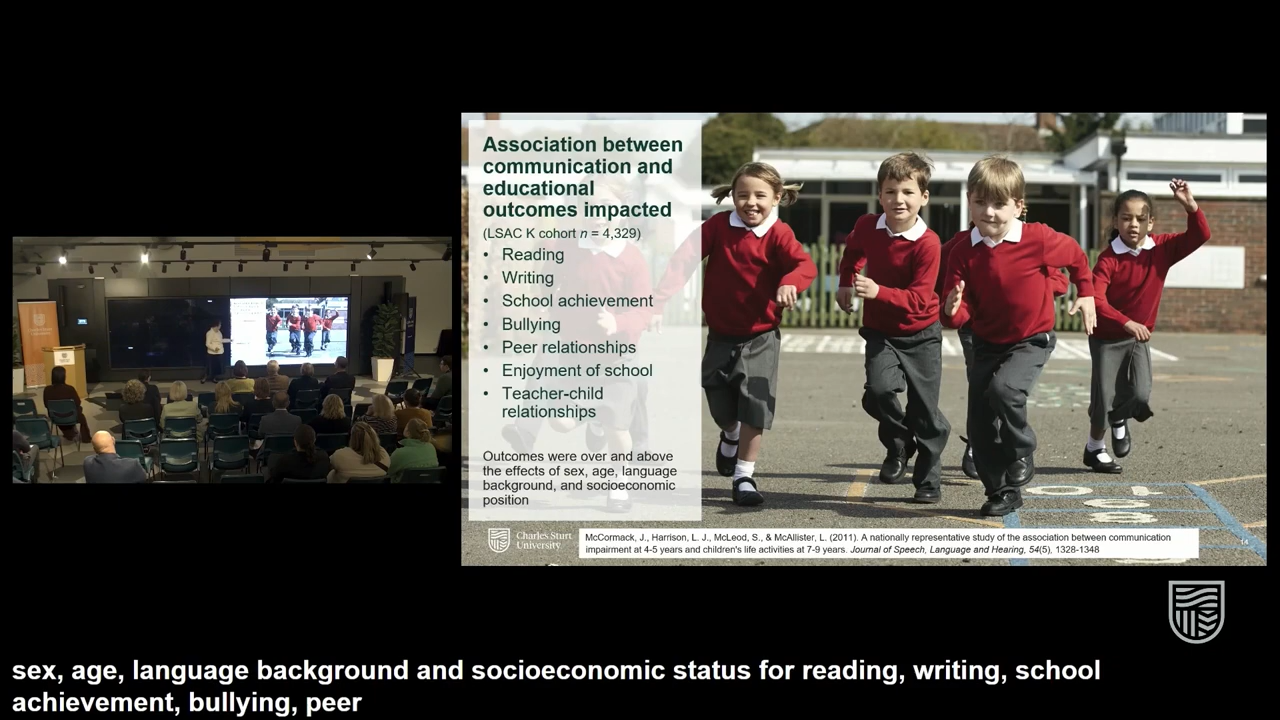 Association between
communication and
educational
outcomes impacted
(LSAC K cohort n = 4,329)
• Reading
• Writing
• School achievement
• Bullying
• Peer relationships
• Enjoyment of school
• Teacher-child
relationships
Outcomes were over and above
the effects of sex, age, language
background, and socioeconomic
position
Charles Sturt
University
McCormack, J., Harrison, L. J., McLeod, S., & McAllister, L. (2011). A nationally representative study of the association between communication
impairment at 4-5 years and children's life activities at 7-9 years. Journal of Speech, Language and Hearing, 54(5), 1328-1348
14
sex, age, language background and socioeconomic status for reading, writing, school
achievement, bullying, peer